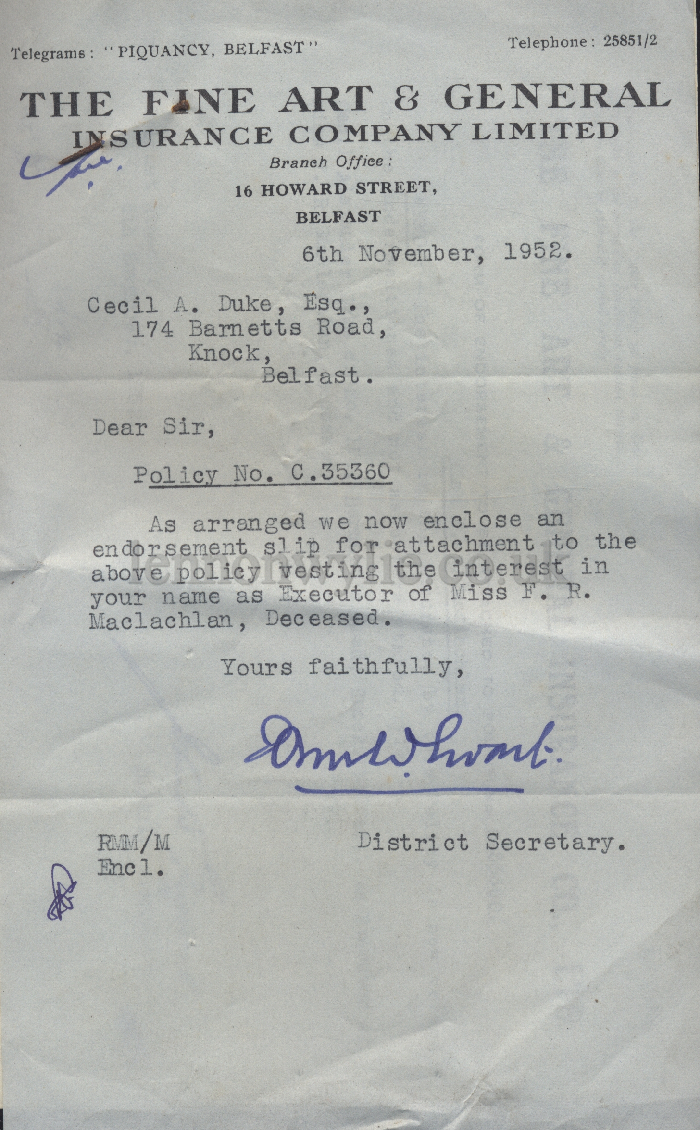 Telegrams: "PIQUANCY, BELFAST"
Telephone: 25851/2
THE FINE ART & GENERAL
INSURANCE COMPANY LIMITED
Branch Office:
16 HOWARD STREET,
BELFAST
6th November, 1952.
Cecil A. Duke, Esq.,
174 Barnetts Road,
Knock,
Belfast.
Dear Sir,
Policy No. C.35360
As arranged we now enclose an
endorsement slip for attachment to the
above policy vesting the interest in
your name as Executor of Miss F. R.
Maclachlan, Deceased.
lennonwylie.co.uk
Yours faithfully,
District Secretary.
RMM/M
Encl.